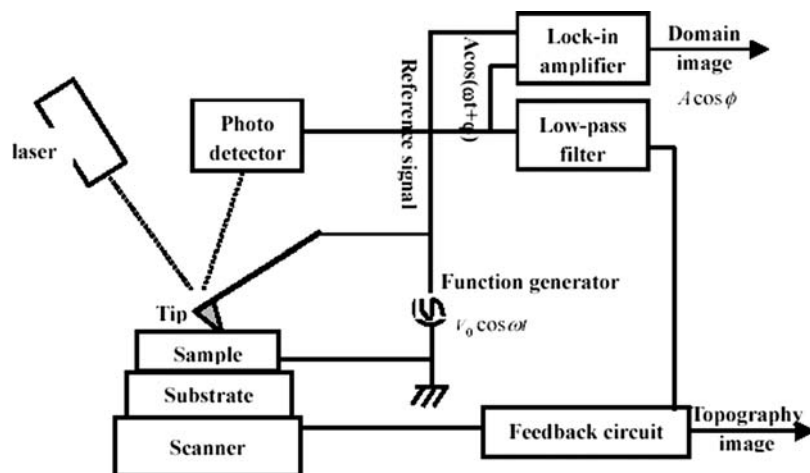 Lock-in
amplifier
Domain
image
A cos ϕ
laser
Photo
detector
Reference signal
Acos(ωt+φ)
Low-pass
filter
Function generator
V₀ cos ωt
Tip
Sample
Substrate
Scanner
Feedback circuit
Topography
image